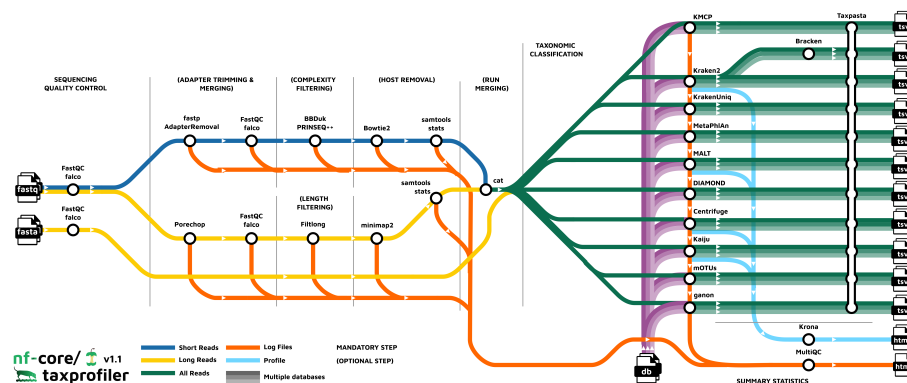 KMCP
Taxpasta
tsv
TAXONOMIC
CLASSIFICATION
Bracken
tsv
SEQUENCING
QUALITY CONTROL
(ADAPTER TRIMMING &
MERGING)
(COMPLEXITY
FILTERING)
(HOST REMOVAL)
(RUN
MERGING)
Kraken2
tsv
KrakenUniq
tsv
fastp
AdapterRemoval
FastQC
falco
BBDuk
PRINSEQ++
Bowtie2
samtools
stats
MetaPhlAn
tsv
MALT
tsv
FastQC
falco
fastq
samtools
stats
cat
DIAMOND
tsv
FastQC
falco
fasta
(LENGTH
FILTERING)
Porechop
FastQC
falco
Filtlong
minimap2
Centrifuge
tsv
Kaiju
tsv
mOTUs
tsv
ganon
tsv
Krona
html
MultiQC
html
db
SUMMARY STATISTICS
nf-core/
v1.1
taxprofiler
Short Reads
Long Reads
All Reads
Log Files
Profile
Multiple databases
MANDATORY STEP
(OPTIONAL STEP)